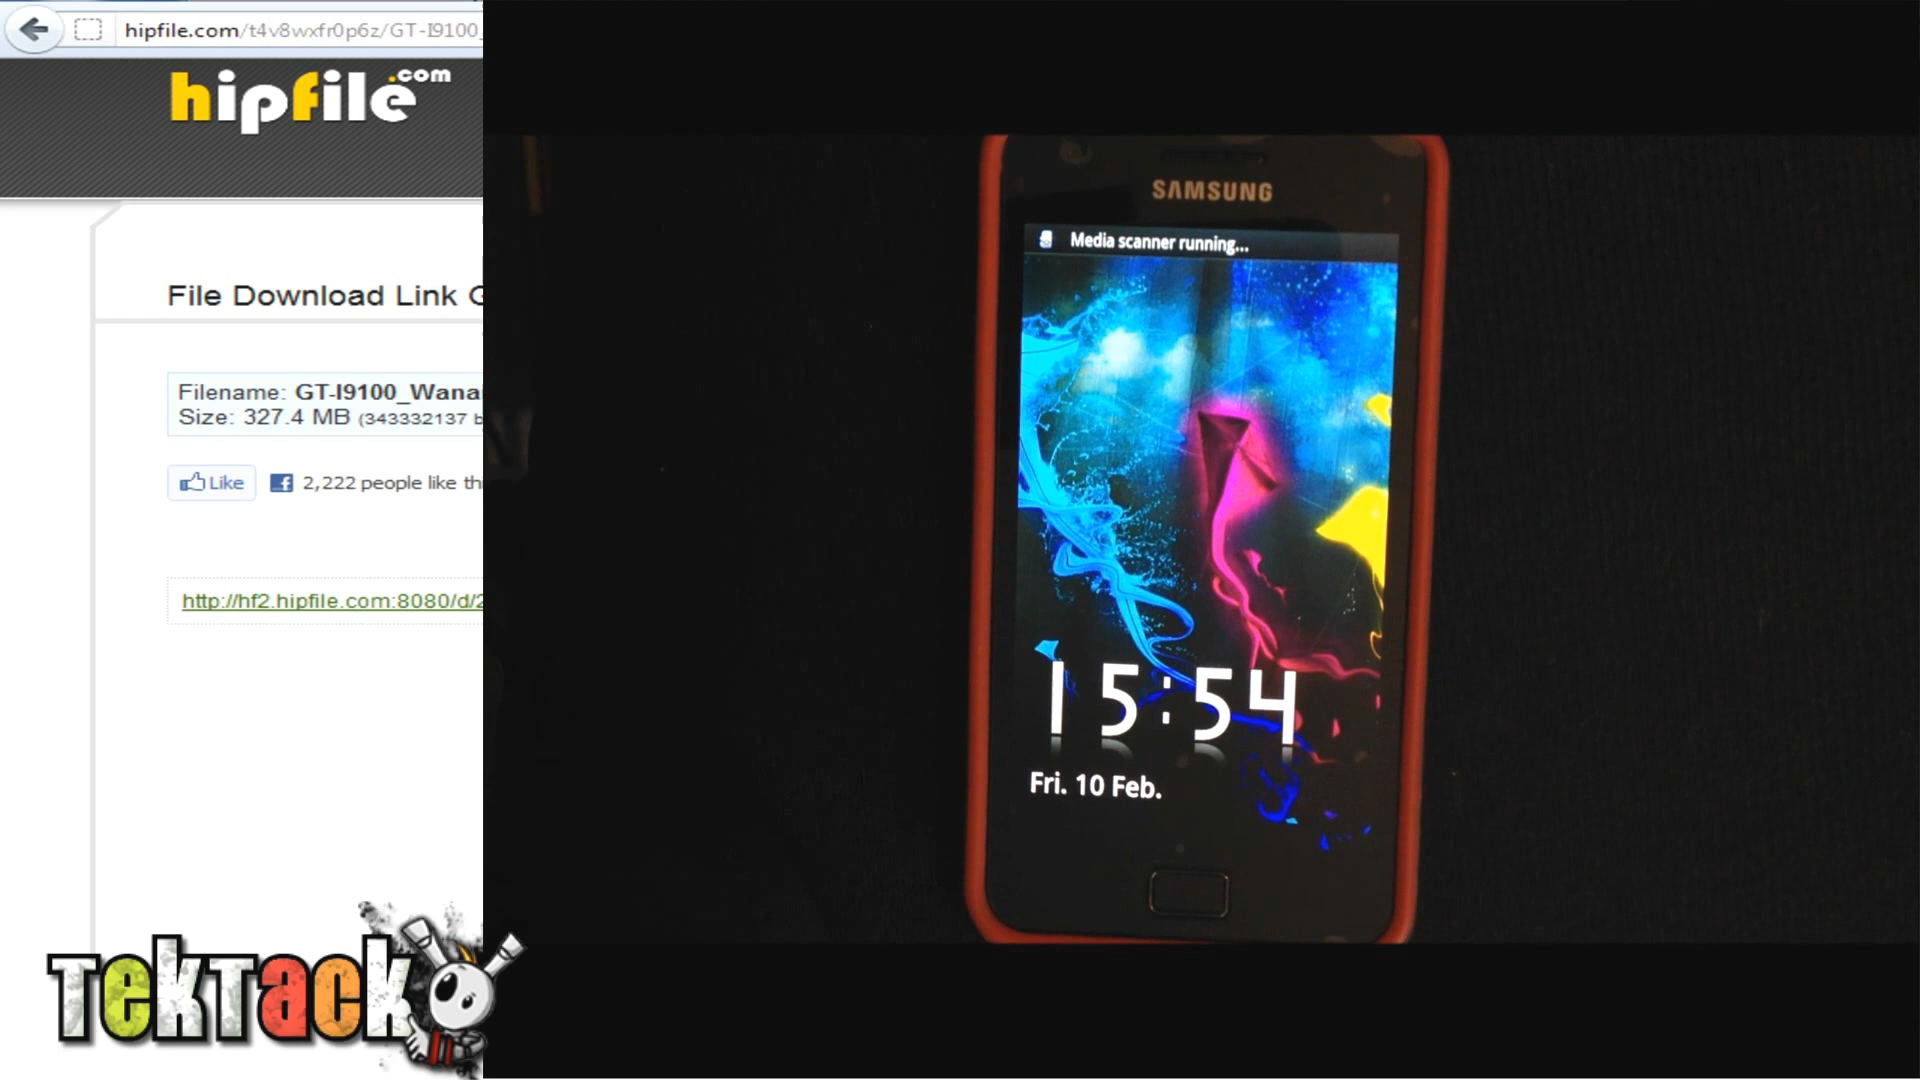 hipfile.com/t4v8wxfr0p6z/GT-I9100_
hipfile.com
File Download Link G
Filename: GT-I9100_Wana
Size: 327.4 MB (343332137 b
Like
2,222 people like thi
http://hf2.hipfile.com:8080/d/2
TekTack
SAMSUNG
Media scanner running...
15:54
Fri. 10 Feb.